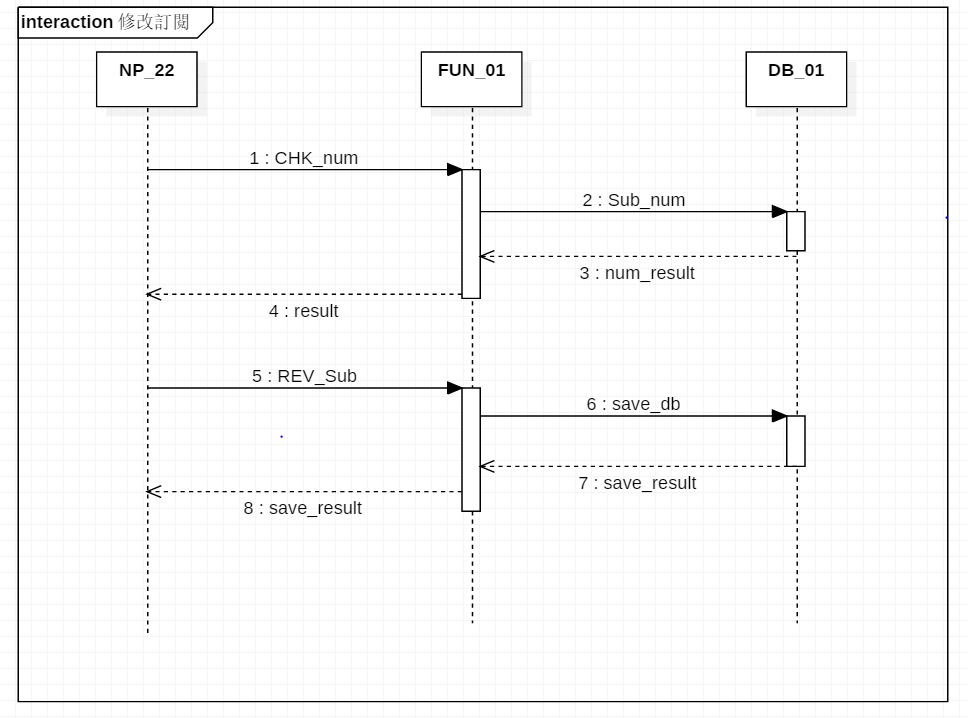 interaction 修改訂閱
NP_22
FUN_01
DB_01
1 : CHK_num
2 : Sub_num
3 : num_result
4 : result
5 : REV_Sub
6 : save_db
7 : save_result
8 : save_result